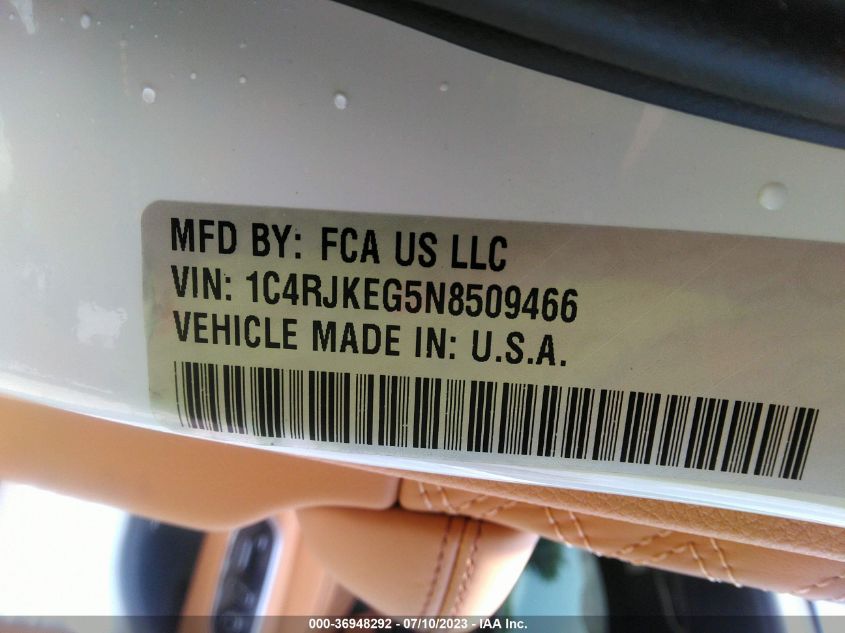 MFD BY: FCA US LLC
VIN: 1C4RJKEG5N8509466
VEHICLE MADE IN: U.S.A.
000-36948292 - 07/10/2023 - IAA Inc.